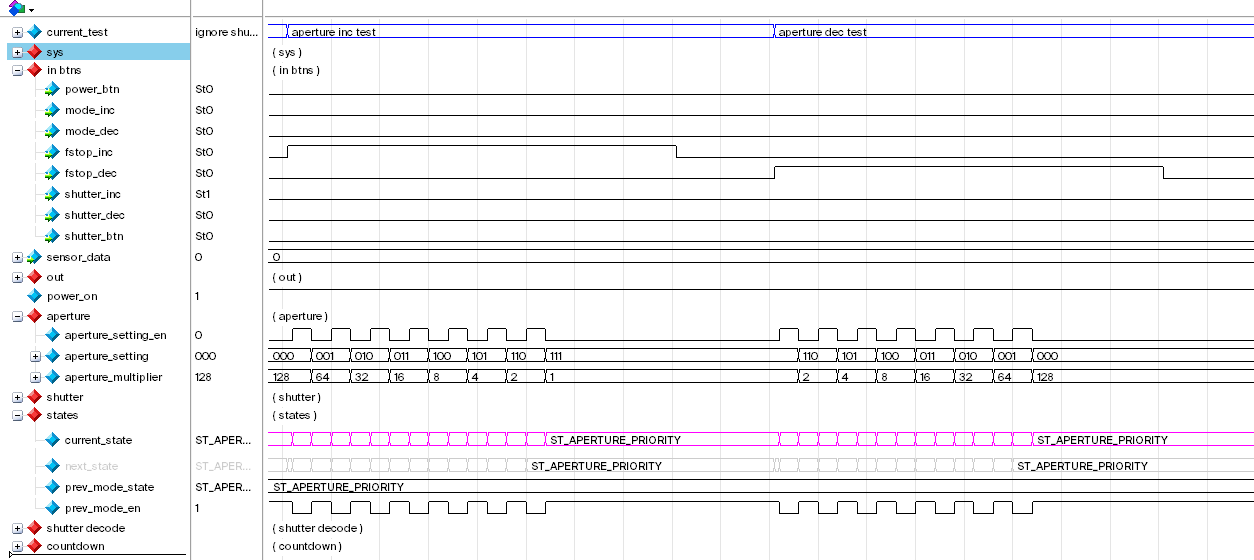 current_test ignore shu... aperture inc test aperture dec test
sys ( sys )
in btns ( in btns )
power_btn St0
mode_inc St0
mode_dec St0
fstop_inc St0
fstop_dec St0
shutter_inc St1
shutter_dec St0
shutter_btn St0
sensor_data 0 0
out ( out )
power_on 1
aperture ( aperture )
aperture_setting_en 0
aperture_setting 000 000 001 010 011 100 101 110 111 110 101 100 011 010 001 000
aperture_multiplier 128 128 64 32 16 8 4 2 1 2 4 8 16 32 64 128
shutter ( shutter )
states ( states )
current_state ST_APER... ST_APERTURE_PRIORITY ST_APERTURE_PRIORITY
next_state ST_APER... ST_APERTURE_PRIORITY ST_APERTURE_PRIORITY
prev_mode_state ST_APER... ST_APERTURE_PRIORITY
prev_mode_en 1
shutter decode ( shutter decode )
countdown ( countdown )